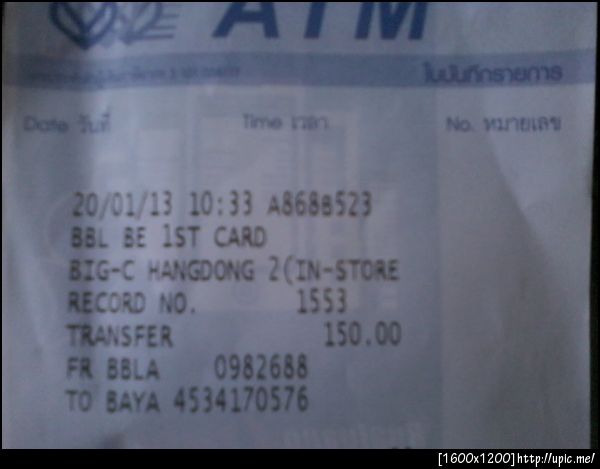 ATM
ใบบันทึกรายการ
Date วันที่ Time เวลา No. หมายเลข
20/01/13 10:33 A868B523
BBL BE 1ST CARD
BIG-C HANGDONG 2(IN-STORE
RECORD NO. 1553
TRANSFER 150.00
FR BBLA 0982688
TO BAYA 4534170576
[1600x1200]http://upic.me/